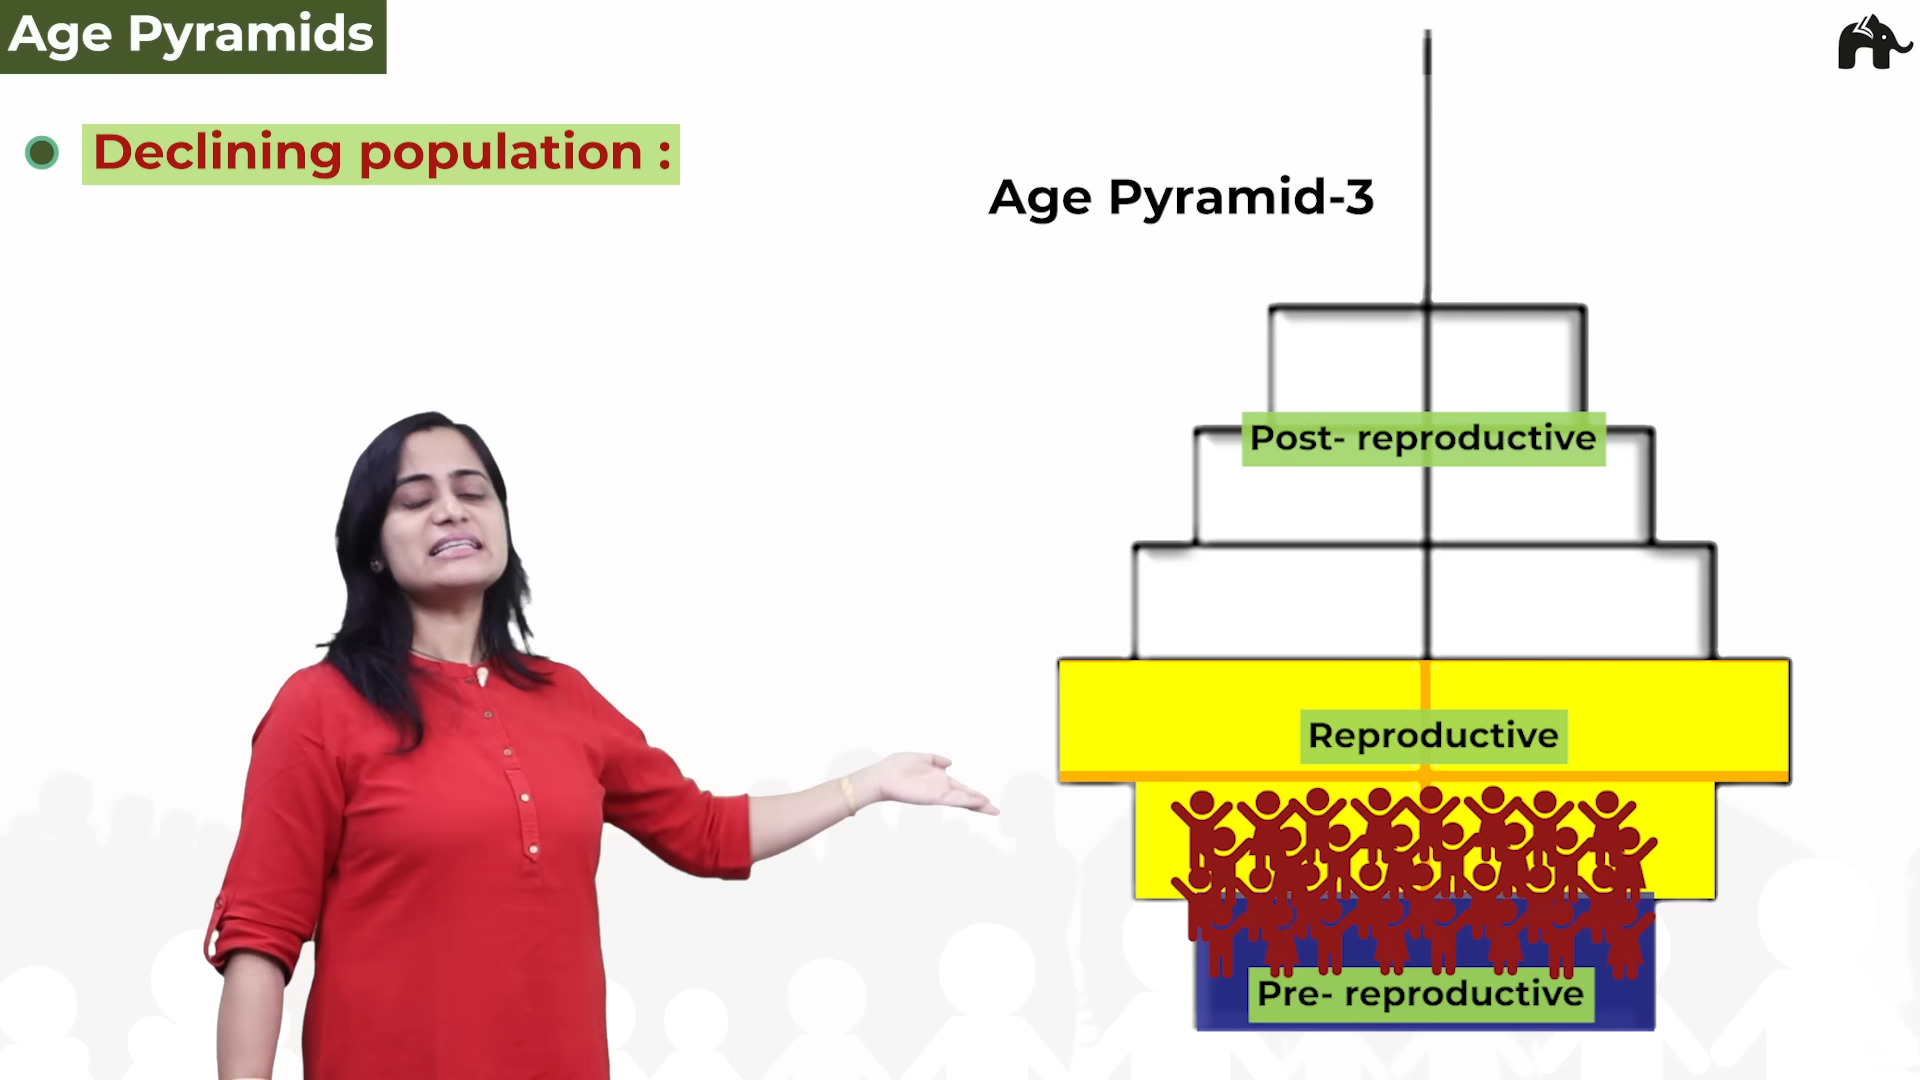 Age Pyramids
Declining population :
Age Pyramid-3
Post- reproductive
Reproductive
Pre- reproductive